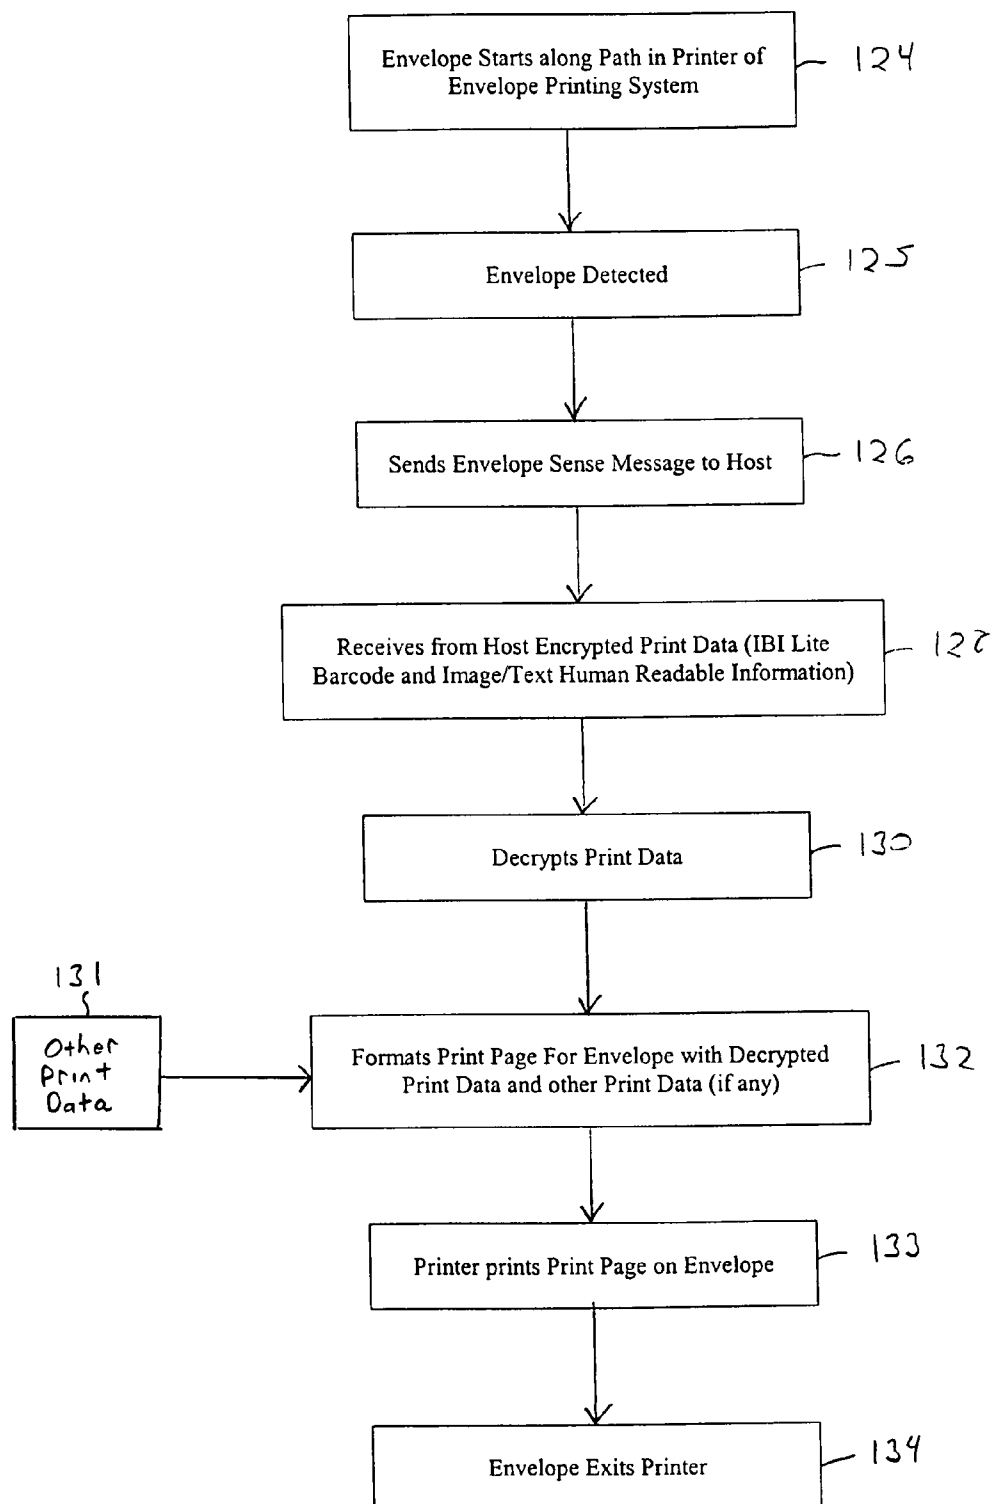 Envelope Starts along Path in Printer of
Envelope Printing System
124
Envelope Detected
125
Sends Envelope Sense Message to Host
126
Receives from Host Encrypted Print Data (IBI Lite
Barcode and Image/Text Human Readable Information)
Decrypts Print Data
130
131
Other
Print
Data
Formats Print Page For Envelope with Decrypted
Print Data and other Print Data (if any)
132
Printer prints Print Page on Envelope
133
Envelope Exits Printer
134